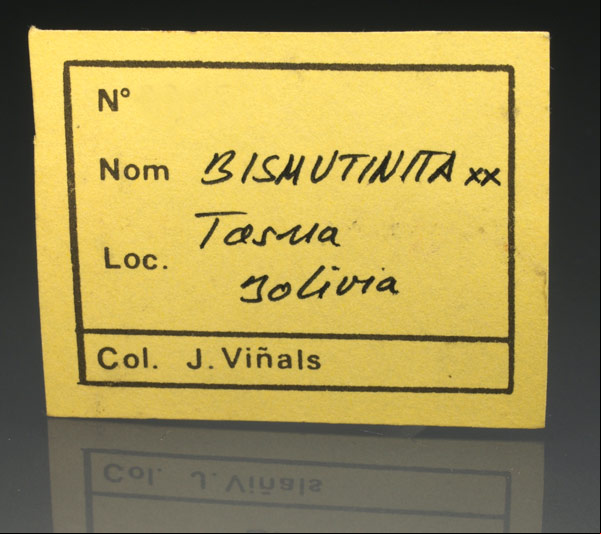 N°
Nom BISMUTINITA xx
Loc. Tasna
Bolivia
Col. J. Viñals